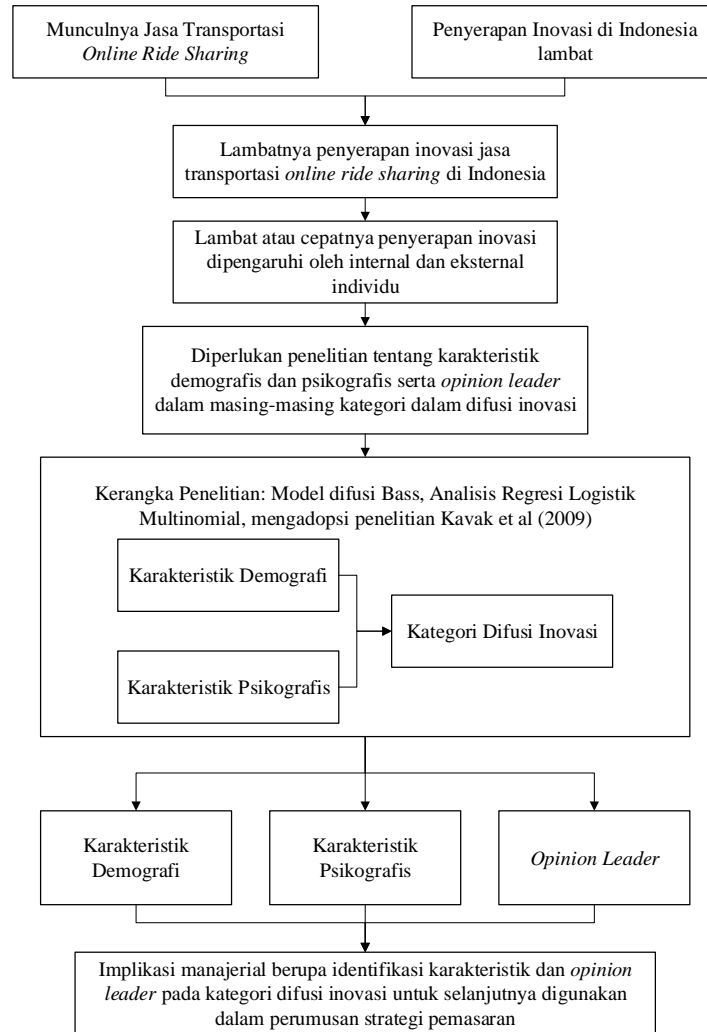 Munculnya Jasa Transportasi
Online Ride Sharing
Penyerapan Inovasi di Indonesia
lambat
Lambatnya penyerapan inovasi jasa
transportasi online ride sharing di Indonesia
Lambat atau cepatnya penyerapan inovasi
dipengaruhi oleh internal dan eksternal
individu
Diperlukan penelitian tentang karakteristik
demografis dan psikografis serta opinion leader
dalam masing-masing kategori dalam difusi inovasi
Kerangka Penelitian: Model difusi Bass, Analisis Regresi Logistik
Multinomial, mengadopsi penelitian Kavak et al (2009)
Karakteristik Demografi
Kategori Difusi Inovasi
Karakteristik Psikografis
Karakteristik
Demografi
Karakteristik
Psikografis
Opinion Leader
Implikasi manajerial berupa identifikasi karakteristik dan opinion
leader pada kategori difusi inovasi untuk selanjutnya digunakan
dalam perumusan strategi pemasaran